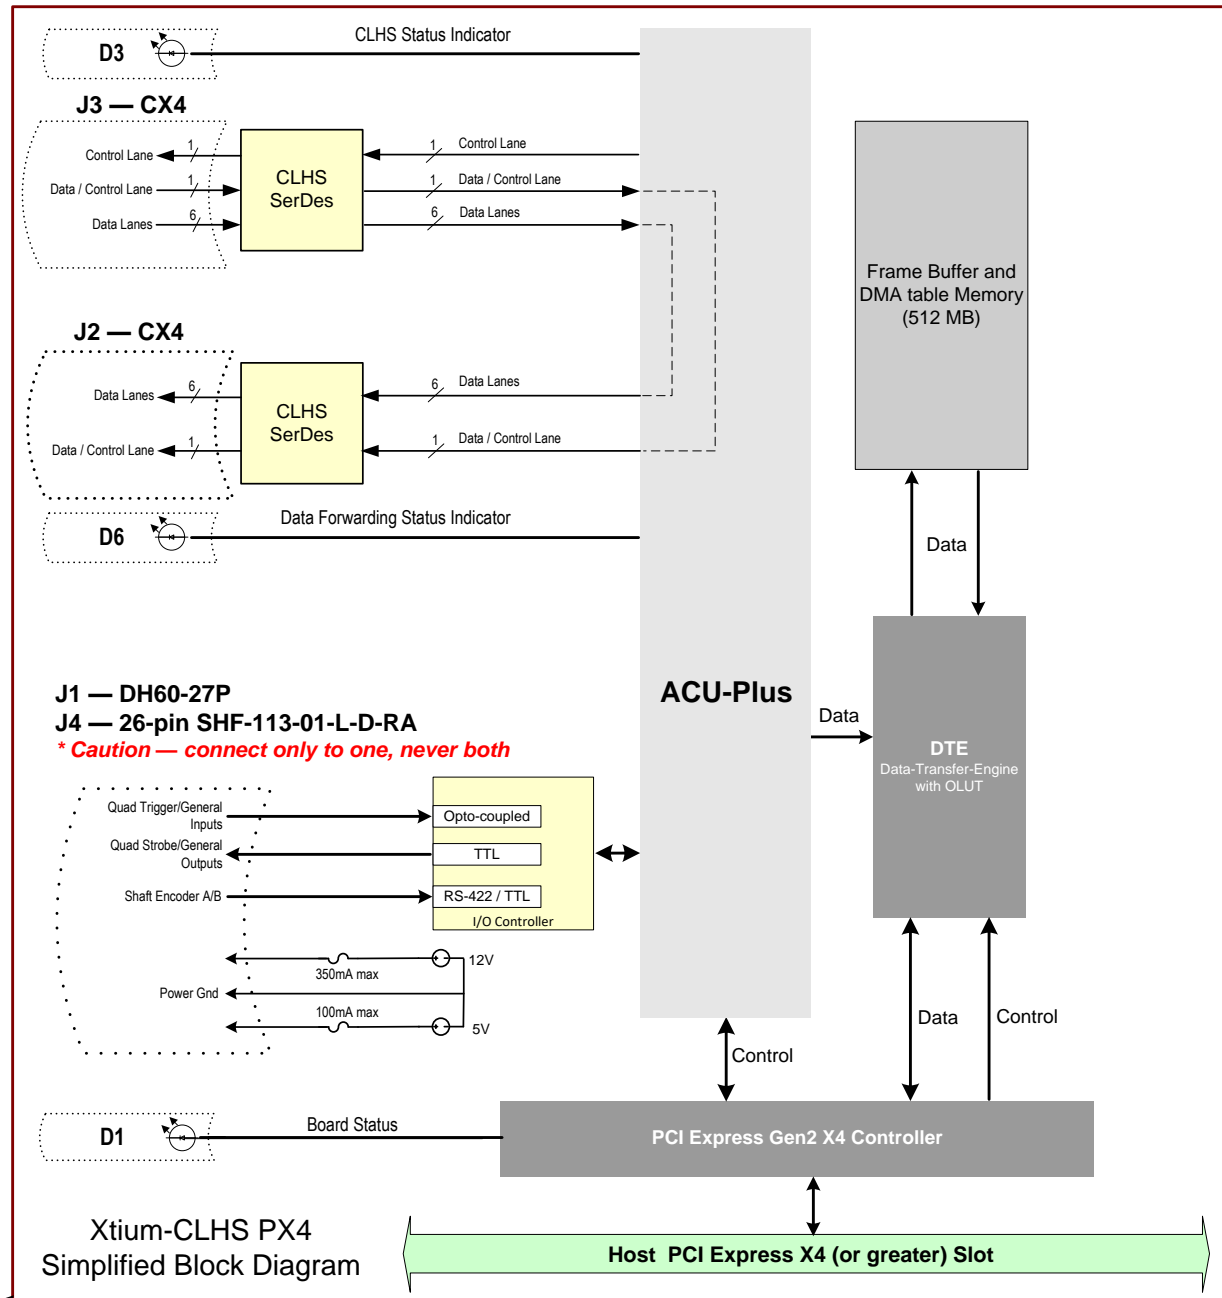 D3
CLHS Status Indicator
J3 — CX4
Control Lane
1
Data / Control Lane
1
Data Lanes
6
CLHS
SerDes
1
Control Lane
1
Data / Control Lane
6
Data Lanes
J2 — CX4
Data Lanes
6
Data / Control Lane
1
CLHS
SerDes
6
Data Lanes
1
Data / Control Lane
D6
Data Forwarding Status Indicator
ACU-Plus
Frame Buffer and
DMA table Memory
(512 MB)
Data
Data
DTE
Data-Transfer-Engine
with OLUT
J1 — DH60-27P
J4 — 26-pin SHF-113-01-L-D-RA
* Caution — connect only to one, never both
Quad Trigger/General
Inputs
Quad Strobe/General
Outputs
Shaft Encoder A/B
Opto-coupled
TTL
RS-422 / TTL
I/O Controller
12V
350mA max
Power Gnd
100mA max
5V
Control
Data
Control
D1
Board Status
PCI Express Gen2 X4 Controller
Xtium-CLHS PX4
Simplified Block Diagram
Host PCI Express X4 (or greater) Slot